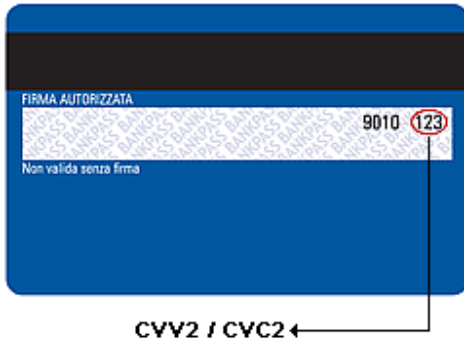 FIRMA AUTORIZZATA
9010 123
Non valida senza firma
CVV2 / CVC2